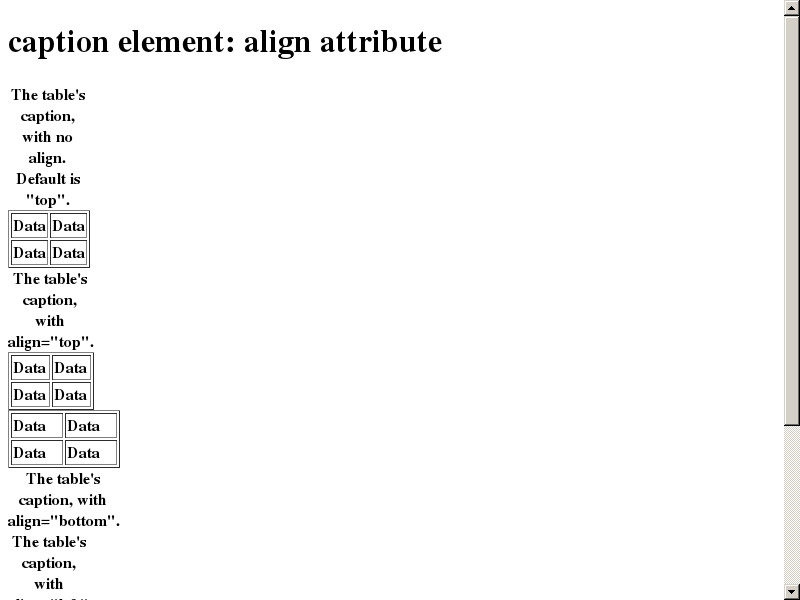 caption element: align attribute
The table's
caption,
with no
align.
Default is
"top".
Data Data
Data Data
The table's
caption,
with
align="top".
Data Data
Data Data
Data Data
Data Data
The table's
caption, with
align="bottom".
The table's
caption,
with